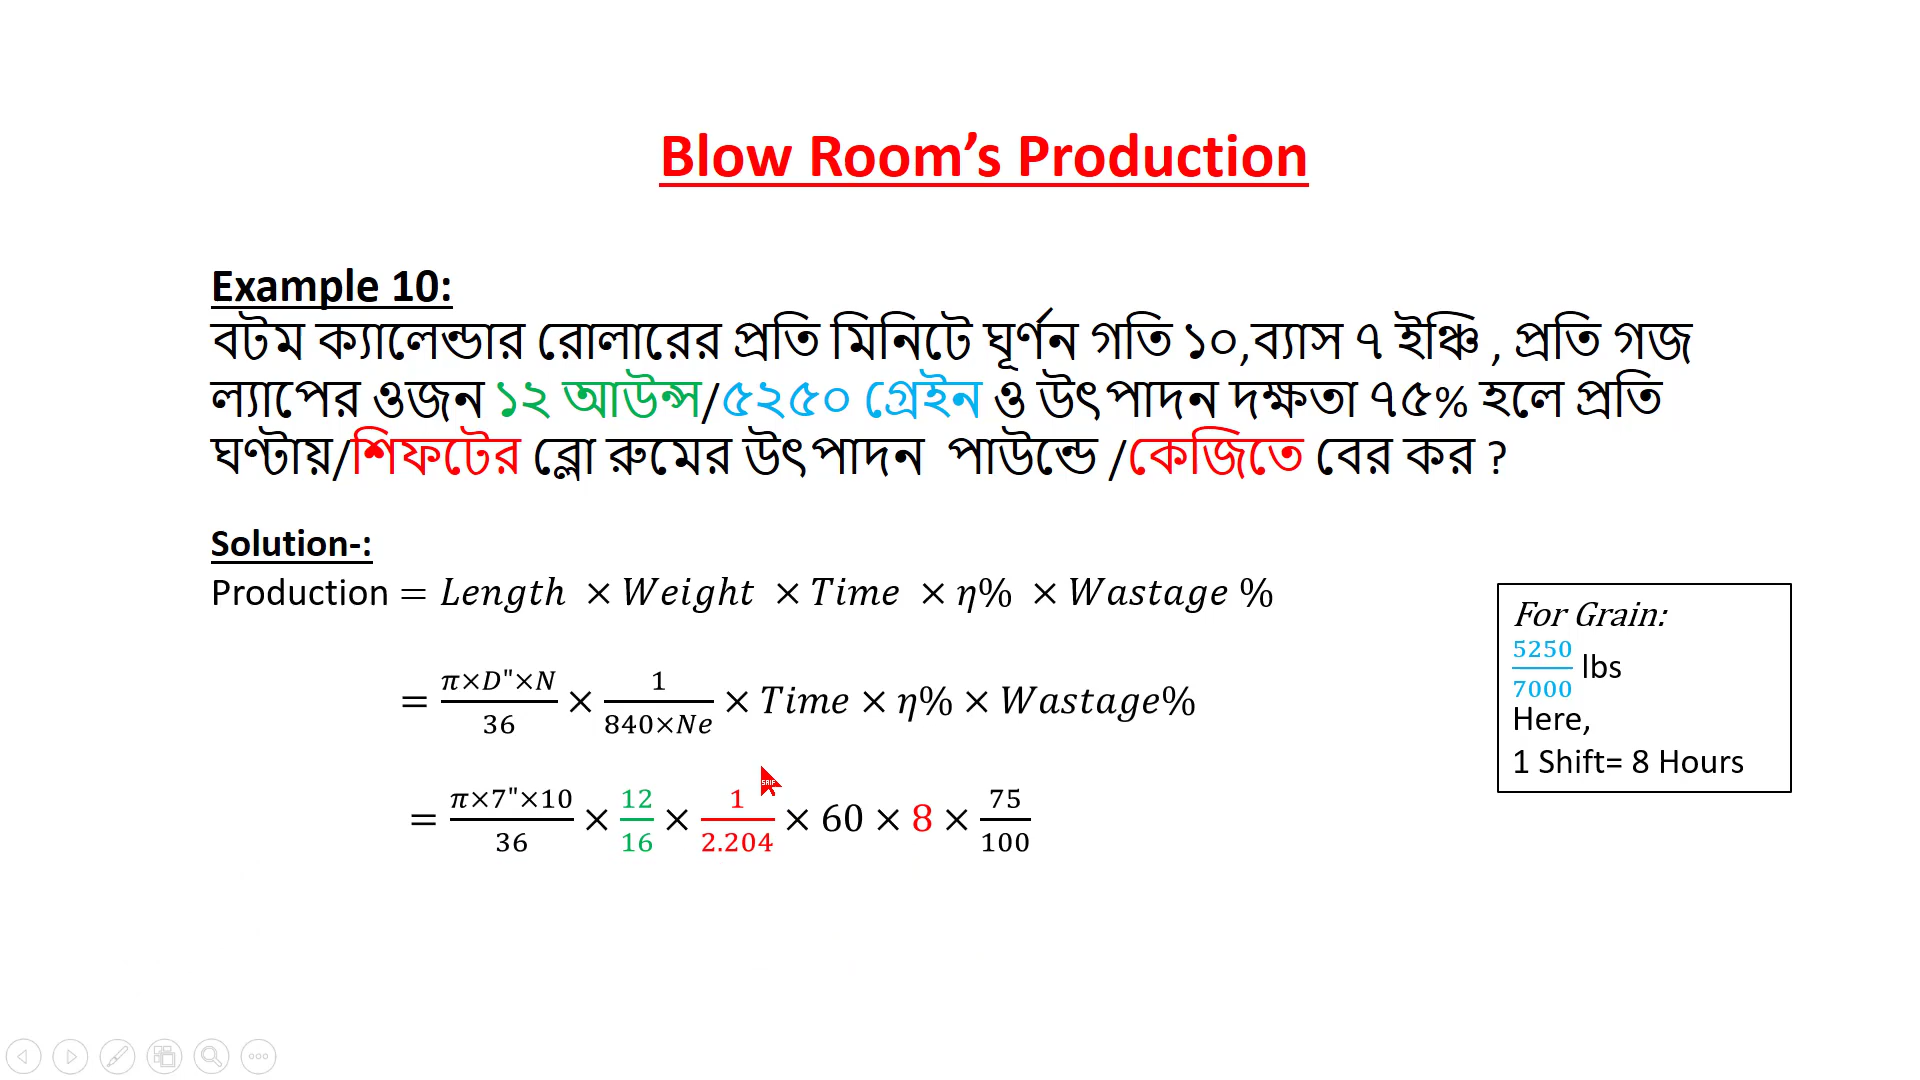 Blow Room’s Production
Example 10:
বটম ক্যালেন্ডার রোলারের প্রতি মিনিটে ঘূর্ণন গতি ১০,ব্যাস ৭ ইঞ্চি , প্রতি গজ
ল্যাপের ওজন ১২ আউন্স/৫২৫০ গ্রেইন ও উৎপাদন দক্ষতা ৭৫% হলে প্রতি
ঘণ্টায়/শিফটের ব্লো রুমের উৎপাদন পাউন্ডে /কেজিতে বের কর ?
Solution-:
Production = Length × Weight × Time × η% × Wastage %
= π×D"×N/36 × 1/840×Ne × Time × η% × Wastage%
= π×7"×10/36 × 12/16 × 1/2.204 × 60 × 8 × 75/100
For Grain:
5250/7000 lbs
Here,
1 Shift= 8 Hours